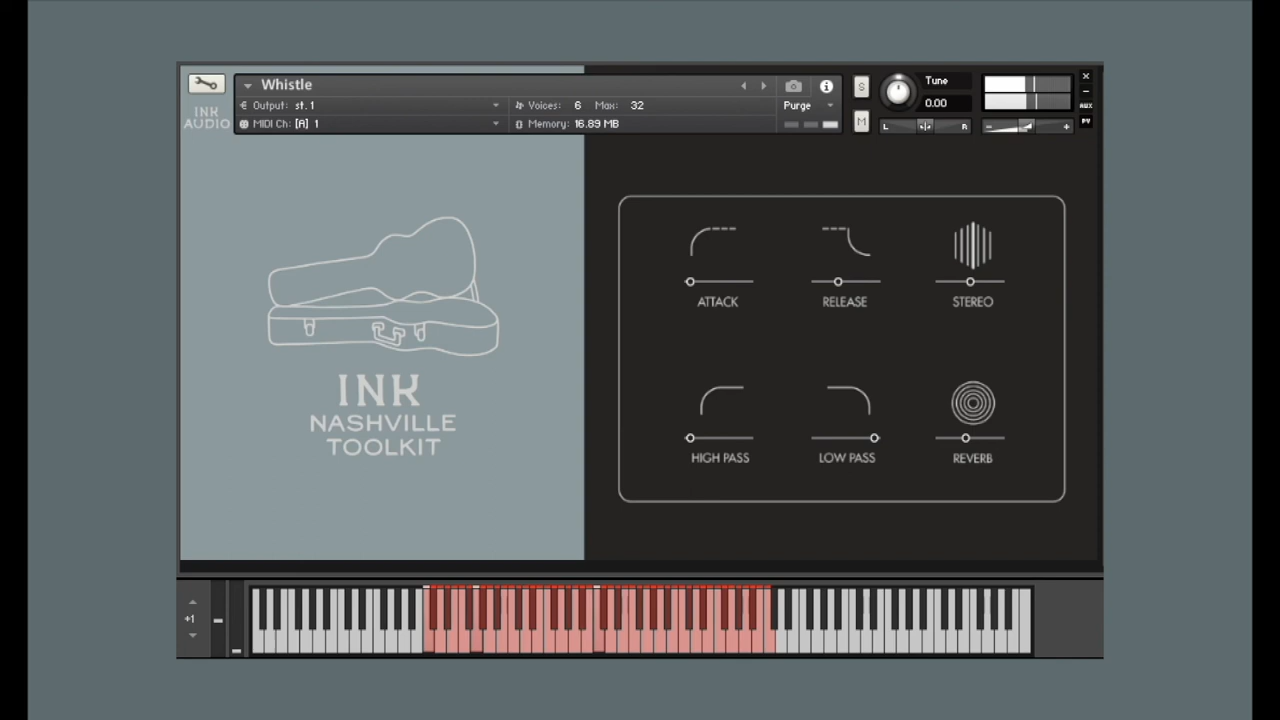 Whistle
INK
AUDIO
Output: st.1
Voices: 6 Max: 32
Purge
MIDI Ch: [A] 1
Memory: 16.89 MB
S
M
Tune
0.00
L
R
AUX
PV
INK
NASHVILLE
TOOLKIT
ATTACK
RELEASE
STEREO
HIGH PASS
LOW PASS
REVERB
+1